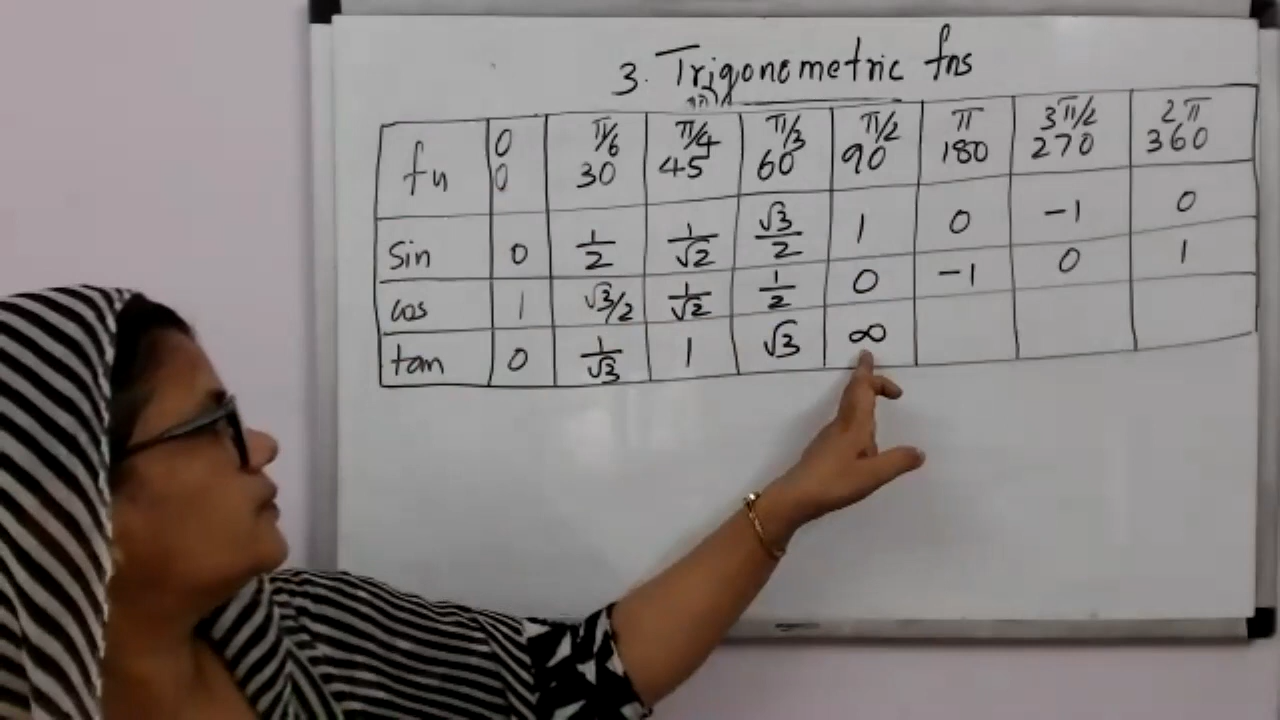 3. Trigonometric fns
fn 0 π/6 π/4 π/3 π/2 π 3π/2 2π
0 30 45 60 90 180 270 360
Sin 0 1/2 1/√2 √3/2 1 0 -1 0
cos 1 √3/2 1/√2 1/2 0 -1 0 1
tan 0 1/√3 1 √3 ∞